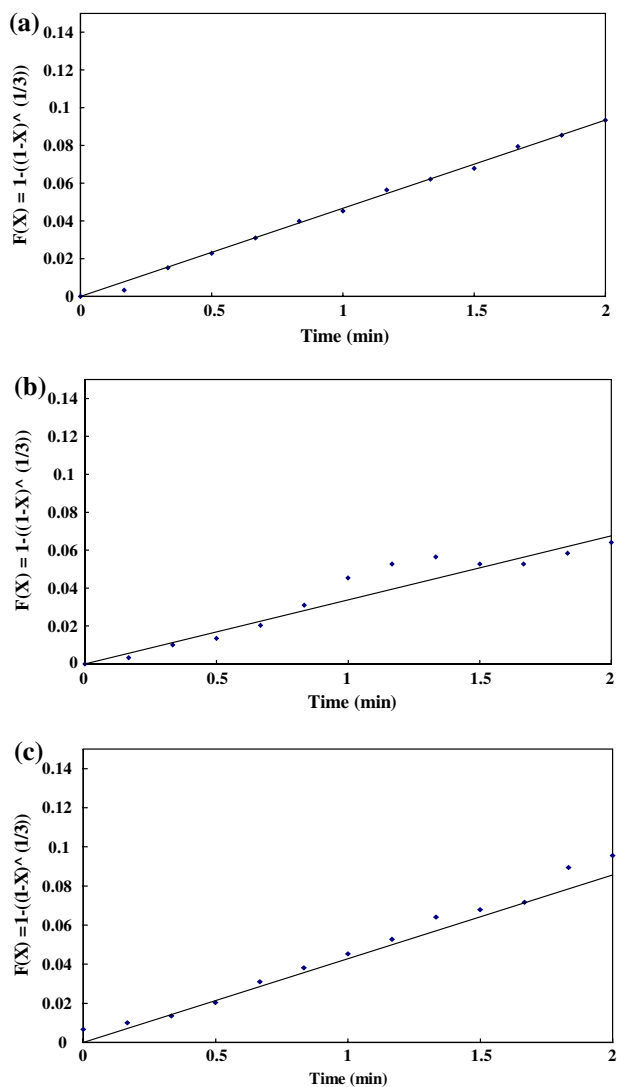 (a)
F(X) = 1-((1-X)^ (1/3))
0.14
0.12
0.1
0.08
0.06
0.04
0.02
0
0 0.5 1 1.5 2
Time (min)
(b)
F(X) = 1-((1-X)^ (1/3))
0.14
0.12
0.1
0.08
0.06
0.04
0.02
0
0 0.5 1 1.5 2
Time (min)
(c)
F(X) =1-((1-X)^ (1/3))
0.14
0.12
0.1
0.08
0.06
0.04
0.02
0
0 0.5 1 1.5 2
Time (min)